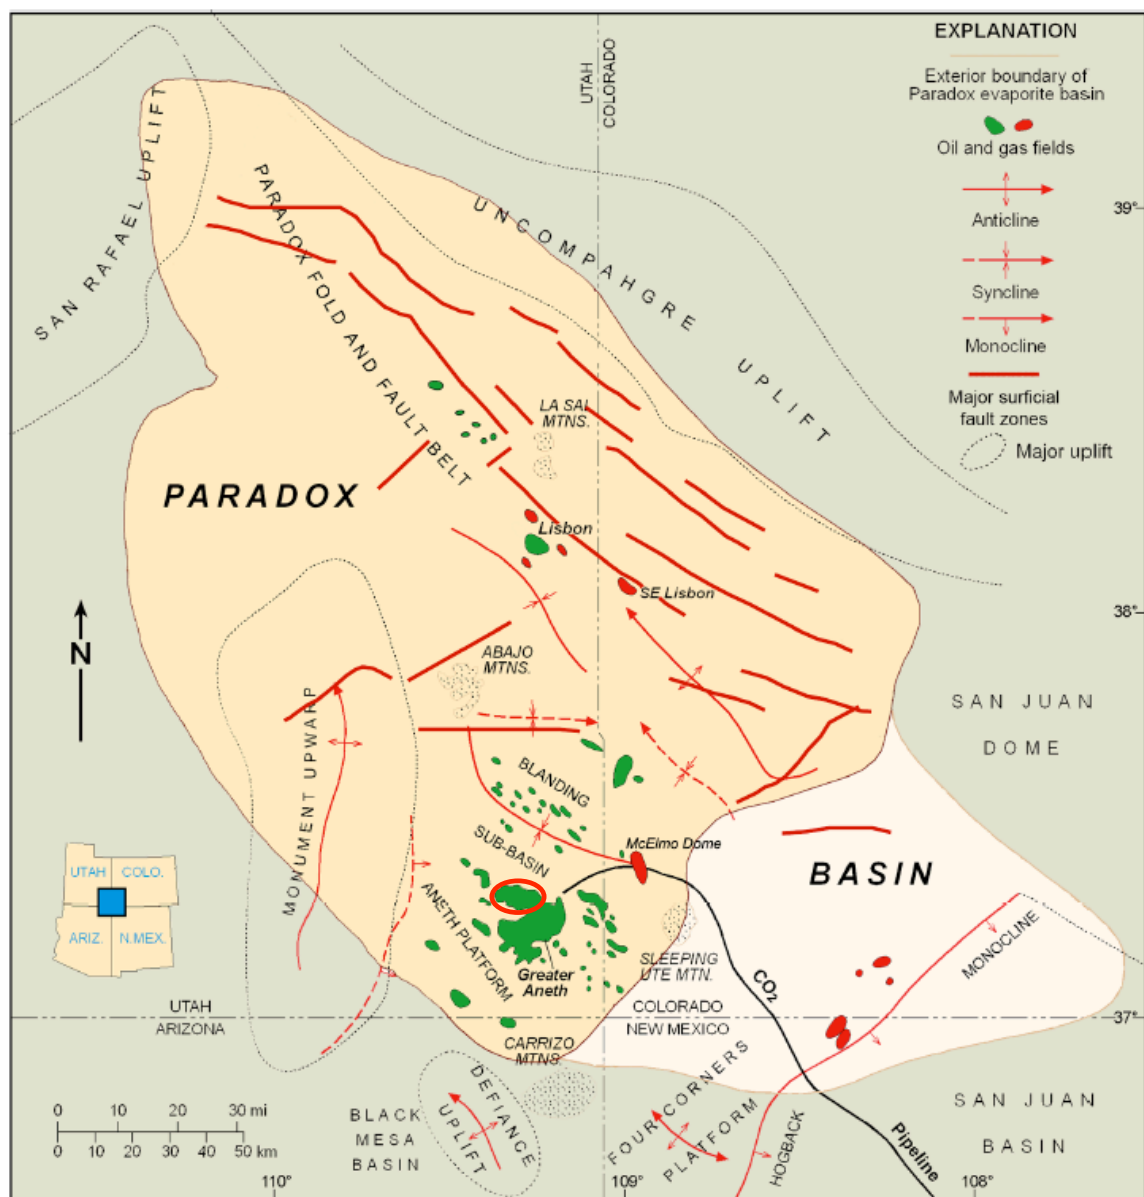 EXPLANATION
Exterior boundary of
Paradox evaporite basin
Oil and gas fields
Anticline
Syncline
Monocline
Major surficial
fault zones
Major uplift
UTAH
COLORADO
SAN RAFAEL UPLIFT
PARADOX FOLD AND FAULT BELT
UNCOMPAHGRE UPLIFT
39°
LA SAL
MTNS.
PARADOX
Lisbon
SE Lisbon
38°
N
ABAJO
MTNS.
SAN JUAN
DOME
MONUMENT UPWARP
BLANDING
SUB-BASIN
McElmo Dome
BASIN
UTAH
COLO.
ARIZ.
N.MEX.
ANETH PLATFORM
Greater
Aneth
SLEEPING
UTE MTN.
CO2
MONOCLINE
UTAH
ARIZONA
COLORADO
NEW MEXICO
37°
CARRIZO
MTNS.
0 10 20 30 mi
0 10 20 30 40 50 km
BLACK
MESA
BASIN
DEFIANCE
UPLIFT
FOUR CORNERS
PLATFORM
HOGBACK
Pipeline
SAN JUAN
BASIN
110°
109°
108°